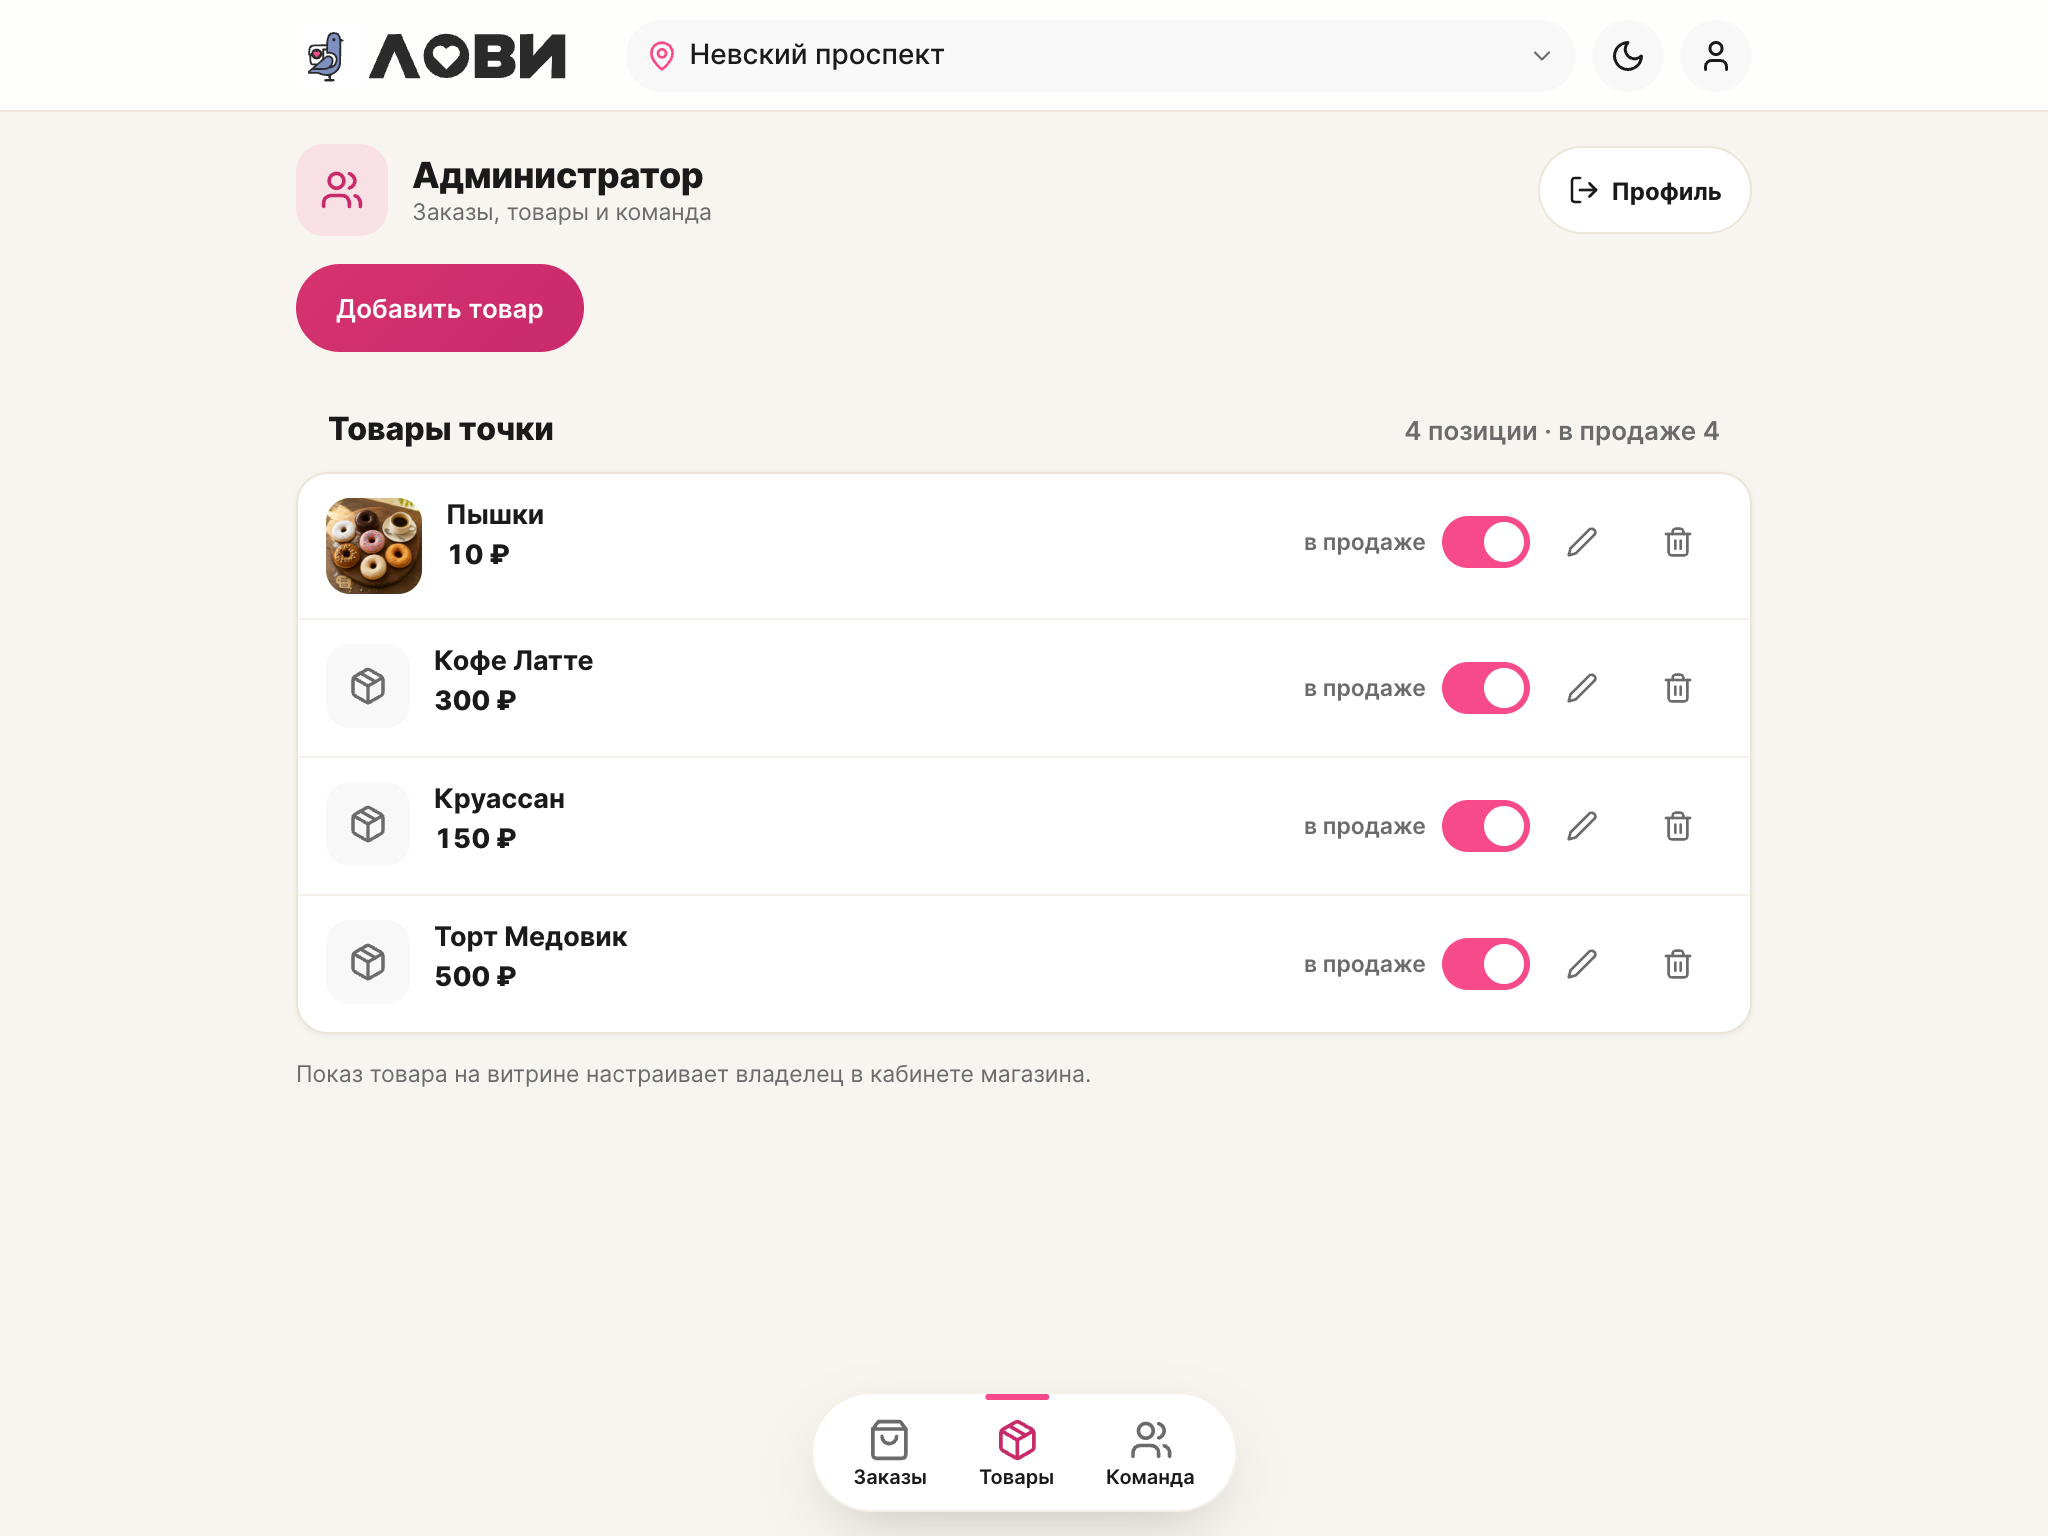 ЛОВИ
Невский проспект
Администратор
Заказы, товары и команда
Профиль
Добавить товар
Товары точки
4 позиции · в продаже 4
Пышки
10 ₽
в продаже
Кофе Латте
300 ₽
в продаже
Круассан
150 ₽
в продаже
Торт Медовик
500 ₽
в продаже
Показ товара на витрине настраивает владелец в кабинете магазина.
Заказы
Товары
Команда